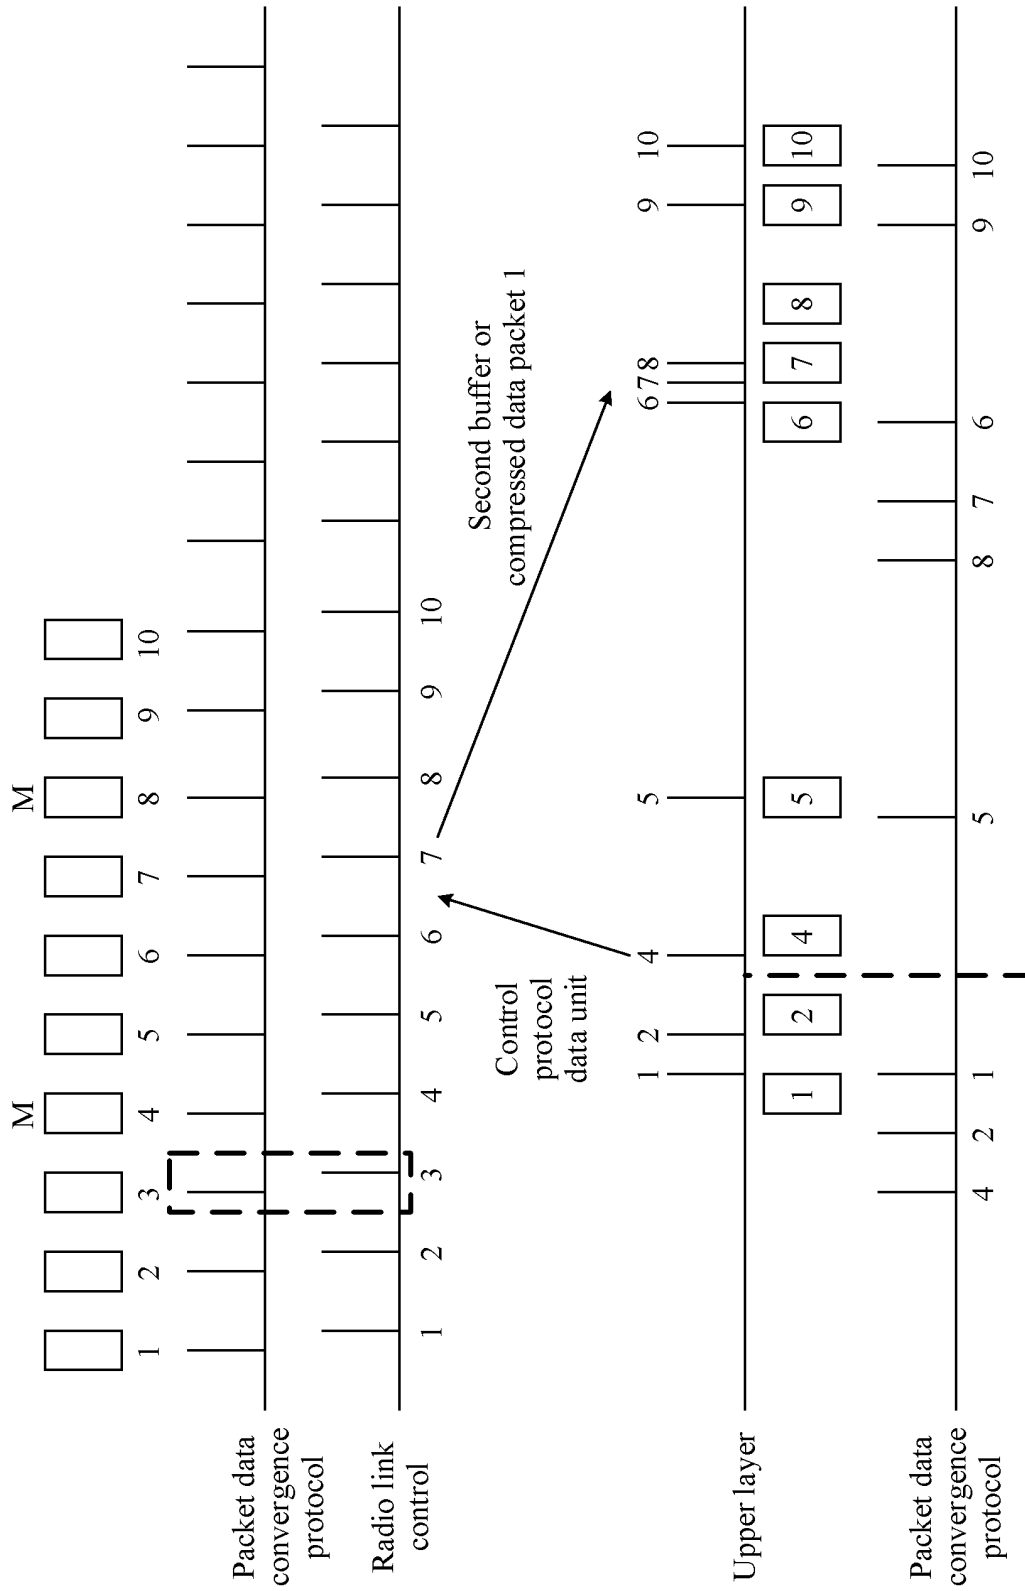 M
M
1
2
3
4
5
6
7
8
9
10
Packet data
convergence
protocol
1
2
3
4
5
6
7
8
9
10
Radio link
control
Control
protocol
data unit
Second buffer or
compressed data packet 1
1
2
4
5
6
7
8
9
10
Upper layer
1
2
4
5
6
7
8
9
10
Packet data
convergence
protocol
4
2
1
5
8
7
6
9
10